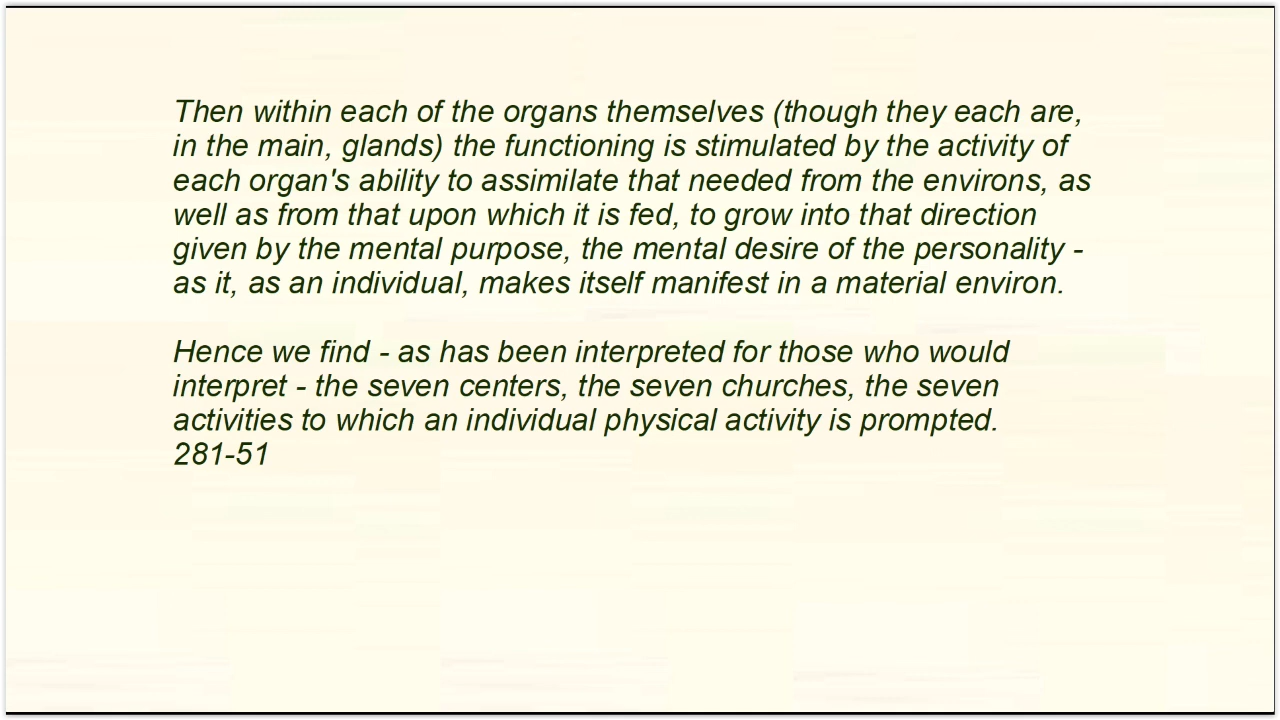 Then within each of the organs themselves (though they each are,
in the main, glands) the functioning is stimulated by the activity of
each organ's ability to assimilate that needed from the environs, as
well as from that upon which it is fed, to grow into that direction
given by the mental purpose, the mental desire of the personality -
as it, as an individual, makes itself manifest in a material environ.
Hence we find - as has been interpreted for those who would
interpret - the seven centers, the seven churches, the seven
activities to which an individual physical activity is prompted.
281-51